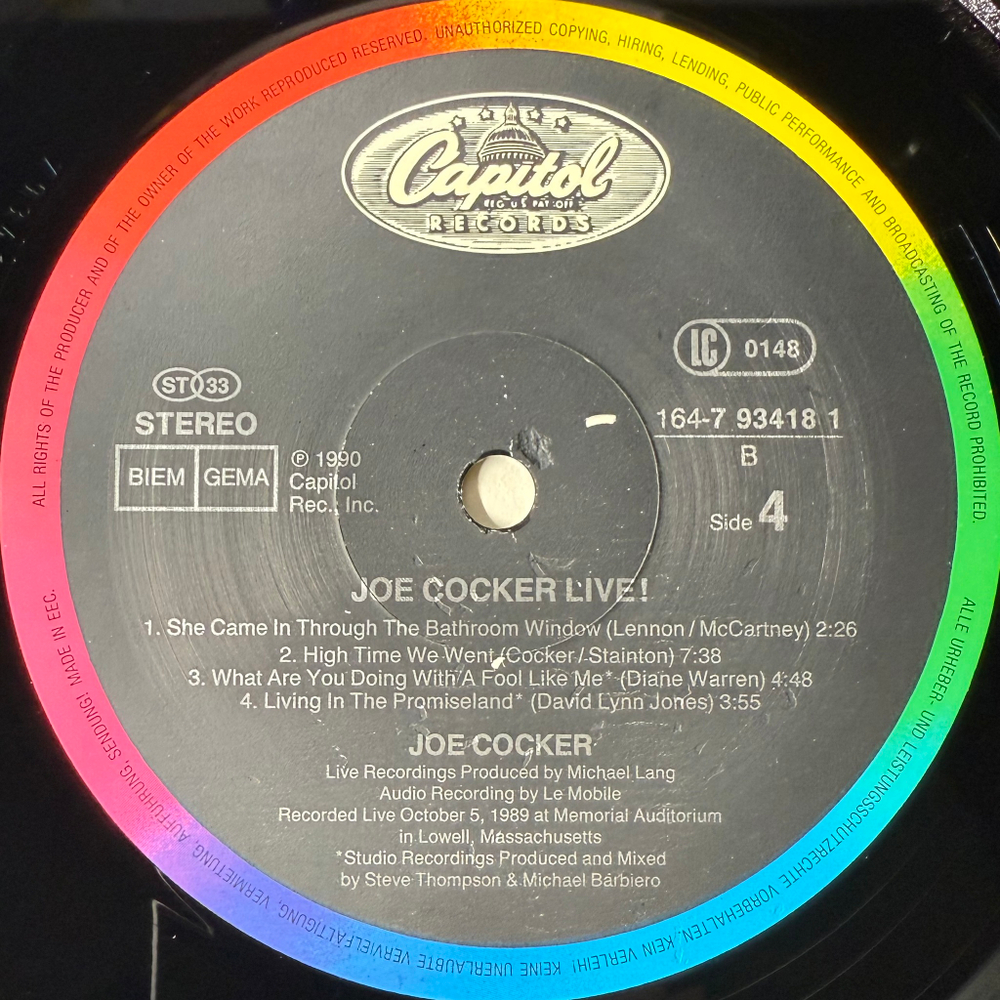 ALL RIGHTS OF THE PRODUCER AND OF THE OWNER OF THE WORK REPRODUCED RESERVED. UNAUTHORIZED COPYING, HIRING, LENDING, PUBLIC PERFORMANCE AND BROADCASTING OF THE RECORD PROHIBITED.
Capitol
REG U S PAT OFF
RECORDS
LC 0148
ST 33
STEREO
BIEM GEMA
℗ 1990
Capitol
Rec., Inc.
164-7 93418 1
B
Side 4
JOE COCKER LIVE!
1. She Came In Through The Bathroom Window (Lennon / McCartney) 2:26
2. High Time We Went (Cocker / Stainton) 7:38
3. What Are You Doing With A Fool Like Me* (Diane Warren) 4:48
4. Living In The Promiseland* (David Lynn Jones) 3:55
JOE COCKER
Live Recordings Produced by Michael Lang
Audio Recording by Le Mobile
Recorded Live October 5, 1989 at Memorial Auditorium
in Lowell, Massachusetts
*Studio Recordings Produced and Mixed
by Steve Thompson & Michael Barbiero
ALLE URHEBER- UND LEISTUNGSSCHUTZRECHTE VORBEHALTEN. KEIN VERLEIH! KEINE UNERLAUBTE VERVIELFALTIGUNG, VERMIETUNG, AUFFÜHRUNG, SENDUNG! MADE IN EEC.